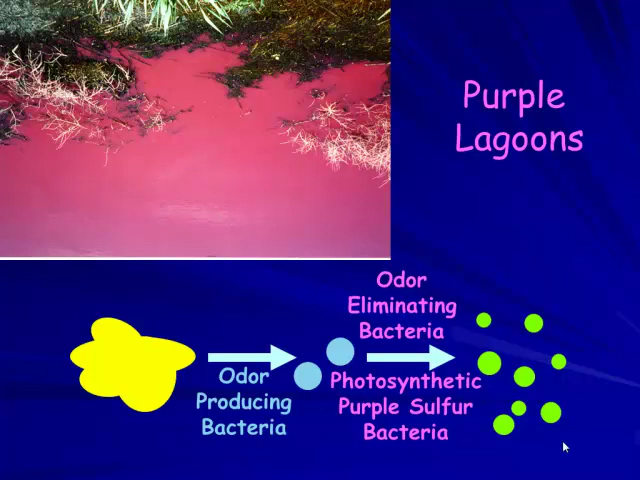 Purple
Lagoons
Odor
Eliminating
Bacteria
Odor
Producing
Bacteria
Photosynthetic
Purple Sulfur
Bacteria